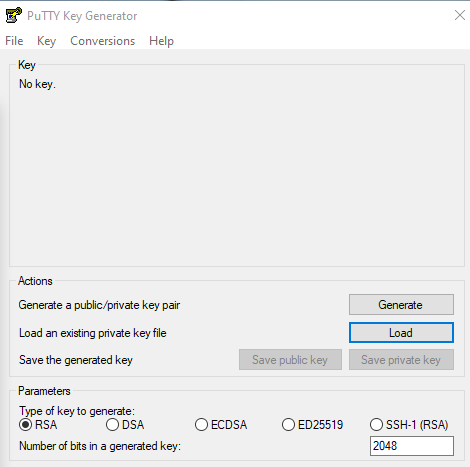 PuTTY Key Generator
File Key Conversions Help
Key
No key.
Actions
Generate a public/private key pair Generate
Load an existing private key file Load
Save the generated key Save public key Save private key
Parameters
Type of key to generate:
RSA DSA ECDSA ED25519 SSH-1 (RSA)
Number of bits in a generated key: 2048